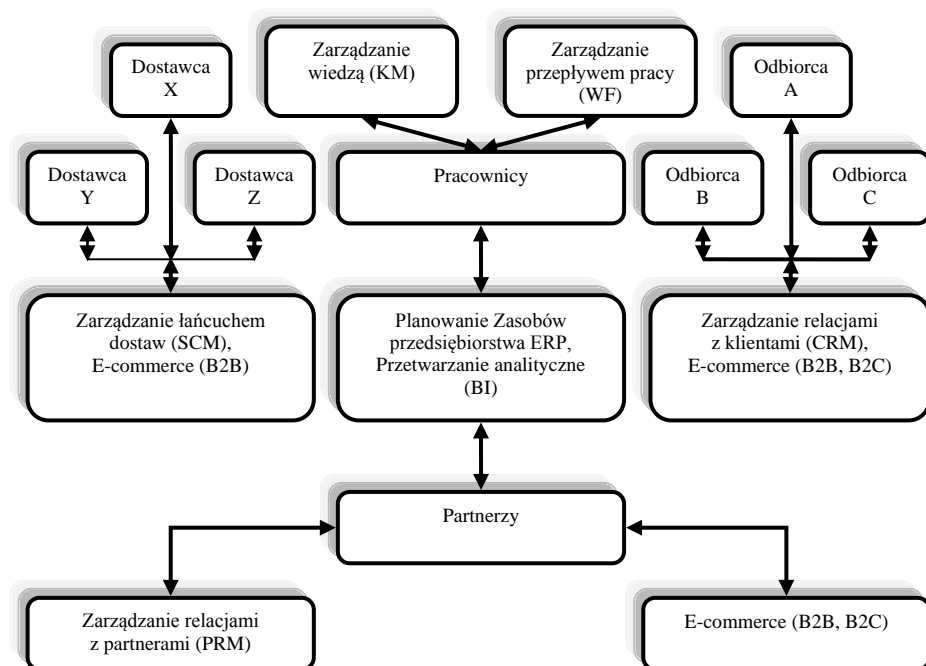 Dostawca
X
Zarządzanie
wiedzą (KM)
Zarządzanie
przepływem pracy
(WF)
Odbiorca
A
Dostawca
Y
Dostawca
Z
Pracownicy
Odbiorca
B
Odbiorca
C
Zarządzanie łańcuchem
dostaw (SCM),
E-commerce (B2B)
Planowanie Zasobów
przedsiębiorstwa ERP,
Przetwarzanie analityczne
(BI)
Zarządzanie relacjami
z klientami (CRM),
E-commerce (B2B, B2C)
Partnerzy
Zarządzanie relacjami
z partnerami (PRM)
E-commerce (B2B, B2C)